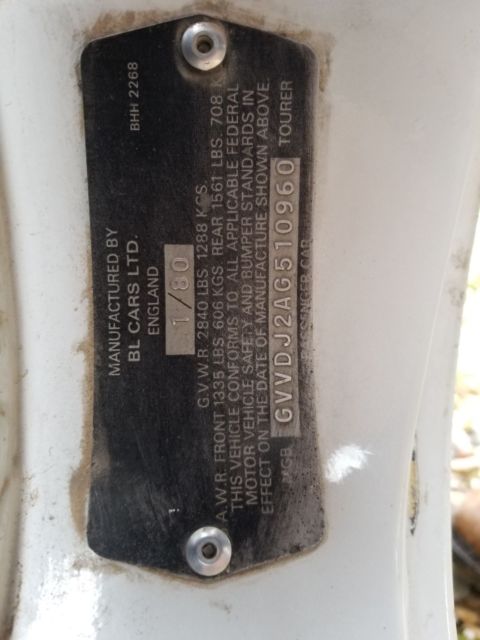 BHH 2268
MANUFACTURED BY
BL CARS LTD.
ENGLAND
1/80
G.V.W.R. 2840 LBS 1288 KGS.
A.W.R. FRONT 1335 LBS 606 KGS REAR 1561 LBS. 708 K
THIS VEHICLE CONFORMS TO ALL APPLICABLE FEDERAL
MOTOR VEHICLE SAFETY AND BUMPER STANDARDS IN
EFFECT ON THE DATE OF MANUFACTURE SHOWN ABOVE.
MGB GVVDJ2AG510960 TOURER
PASSENGER CAR